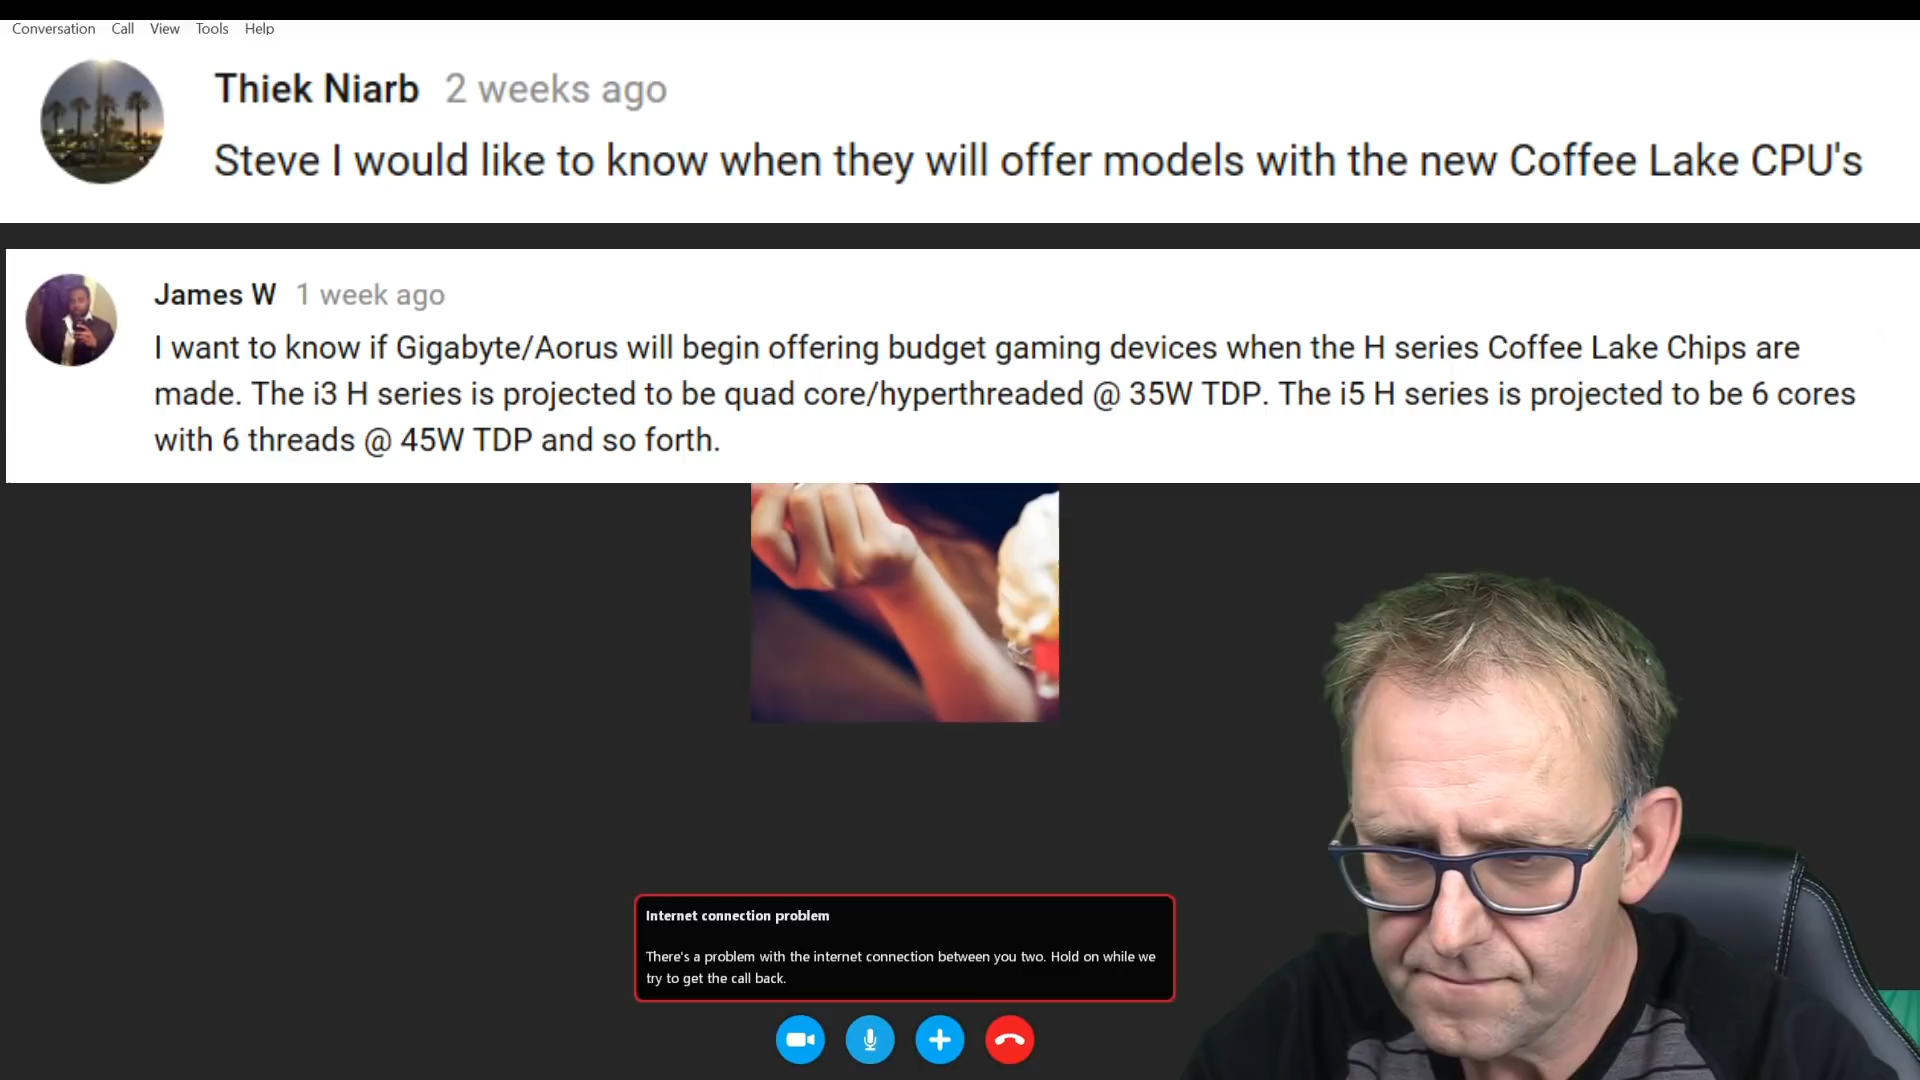 Conversation Call View Tools Help
Thiek Niarb 2 weeks ago
Steve I would like to know when they will offer models with the new Coffee Lake CPU's
James W 1 week ago
I want to know if Gigabyte/Aorus will begin offering budget gaming devices when the H series Coffee Lake Chips are
made. The i3 H series is projected to be quad core/hyperthreaded @ 35W TDP. The i5 H series is projected to be 6 cores
with 6 threads @ 45W TDP and so forth.
Internet connection problem
There's a problem with the internet connection between you two. Hold on while we
try to get the call back.